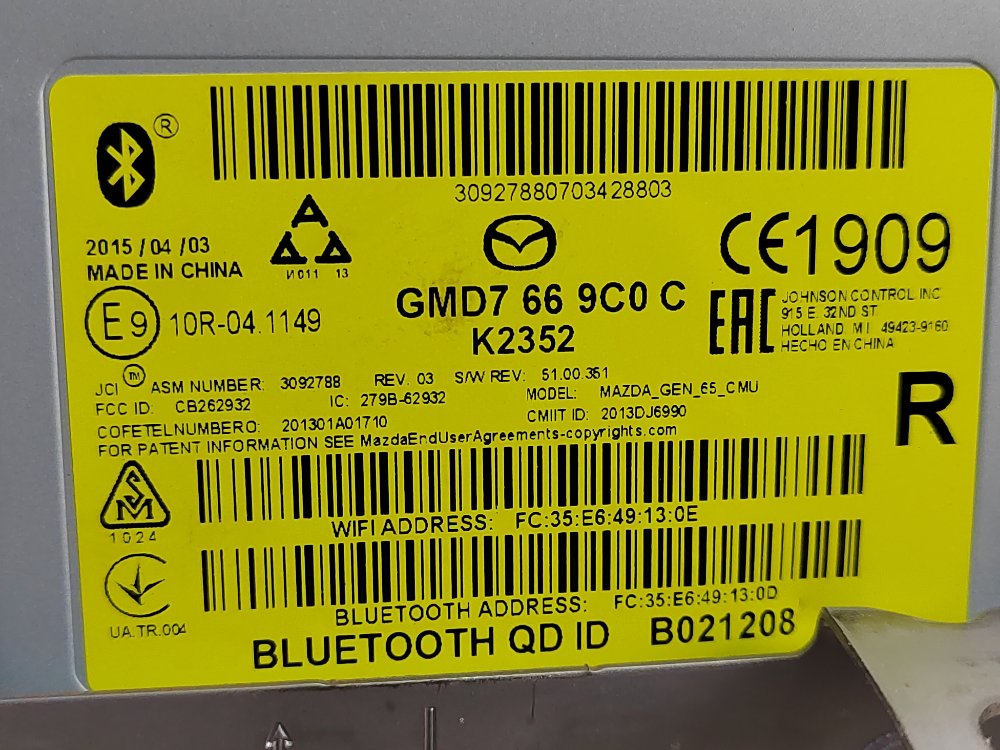 ®
30927880703428803
2015/04/03
MADE IN CHINA
И011 13
CE1909
GMD7 66 9C0 C
K2352
E9 10R-04.1149
EAC
JOHNSON CONTROL INC
915 E. 32ND ST
HOLLAND MI 49423-9160
HECHO EN CHINA
JCI™ ASM NUMBER: 3092788 REV. 03 S/W REV: 51.00.351
FCC ID: CB262932 IC: 279B-62932 MODEL: MAZDA_GEN_65_CMU
COFETELNUMBERO: 201301A01710 CMIIT ID: 2013DJ6990
FOR PATENT INFORMATION SEE MazdaEndUserAgreements-copyrights.com
R
1024
WIFI ADDRESS: FC:35:E6:49:13:0E
UA.TR.004
BLUETOOTH ADDRESS: FC:35:E6:49:13:0D
BLUETOOTH QD ID B021208